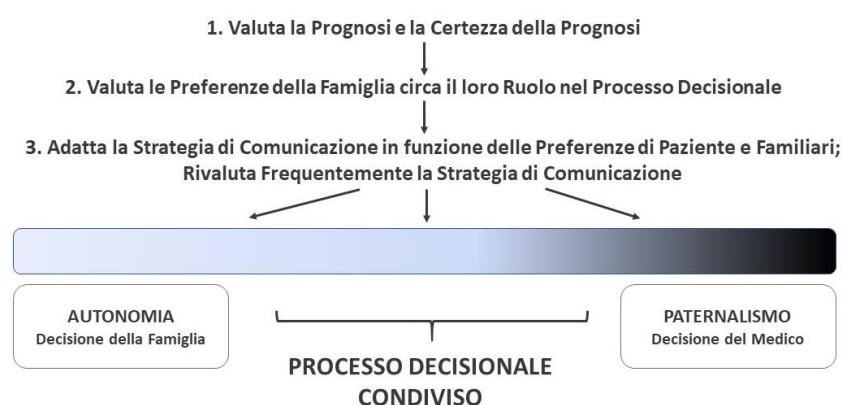 1. Valuta la Prognosi e la Certezza della Prognosi
2. Valuta le Preferenze della Famiglia circa il loro Ruolo nel Processo Decisionale
3. Adatta la Strategia di Comunicazione in funzione delle Preferenze di Paziente e Familiari;
Rivaluta Frequentemente la Strategia di Comunicazione
AUTONOMIA
Decisione della Famiglia
PROCESSO DECISIONALE
CONDIVISO
PATERNALISMO
Decisione del Medico